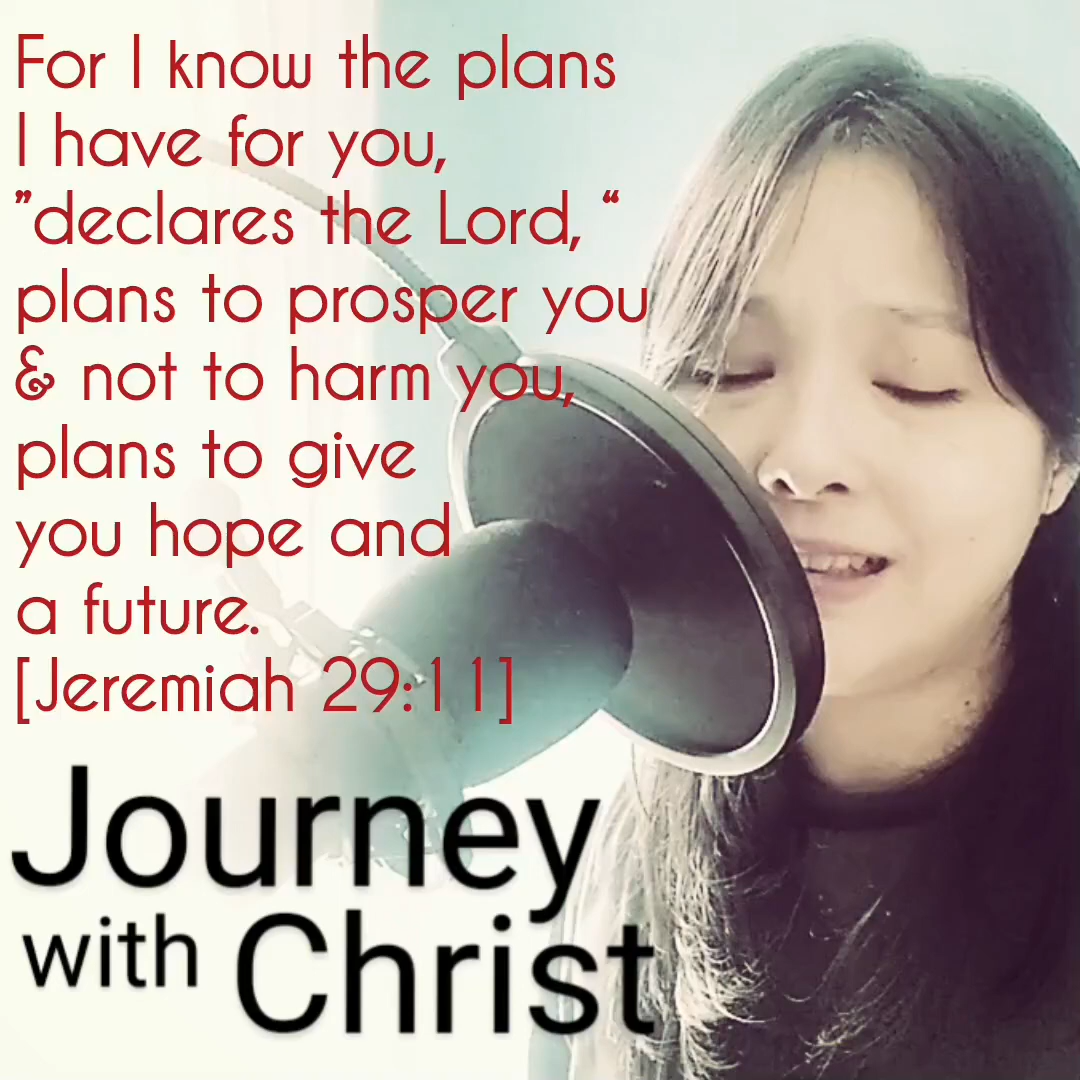 For I know the plans
I have for you,
”declares the Lord, “
plans to prosper you
& not to harm you,
plans to give
you hope and
a future.
[Jeremiah 29:11]
Journey
with Christ